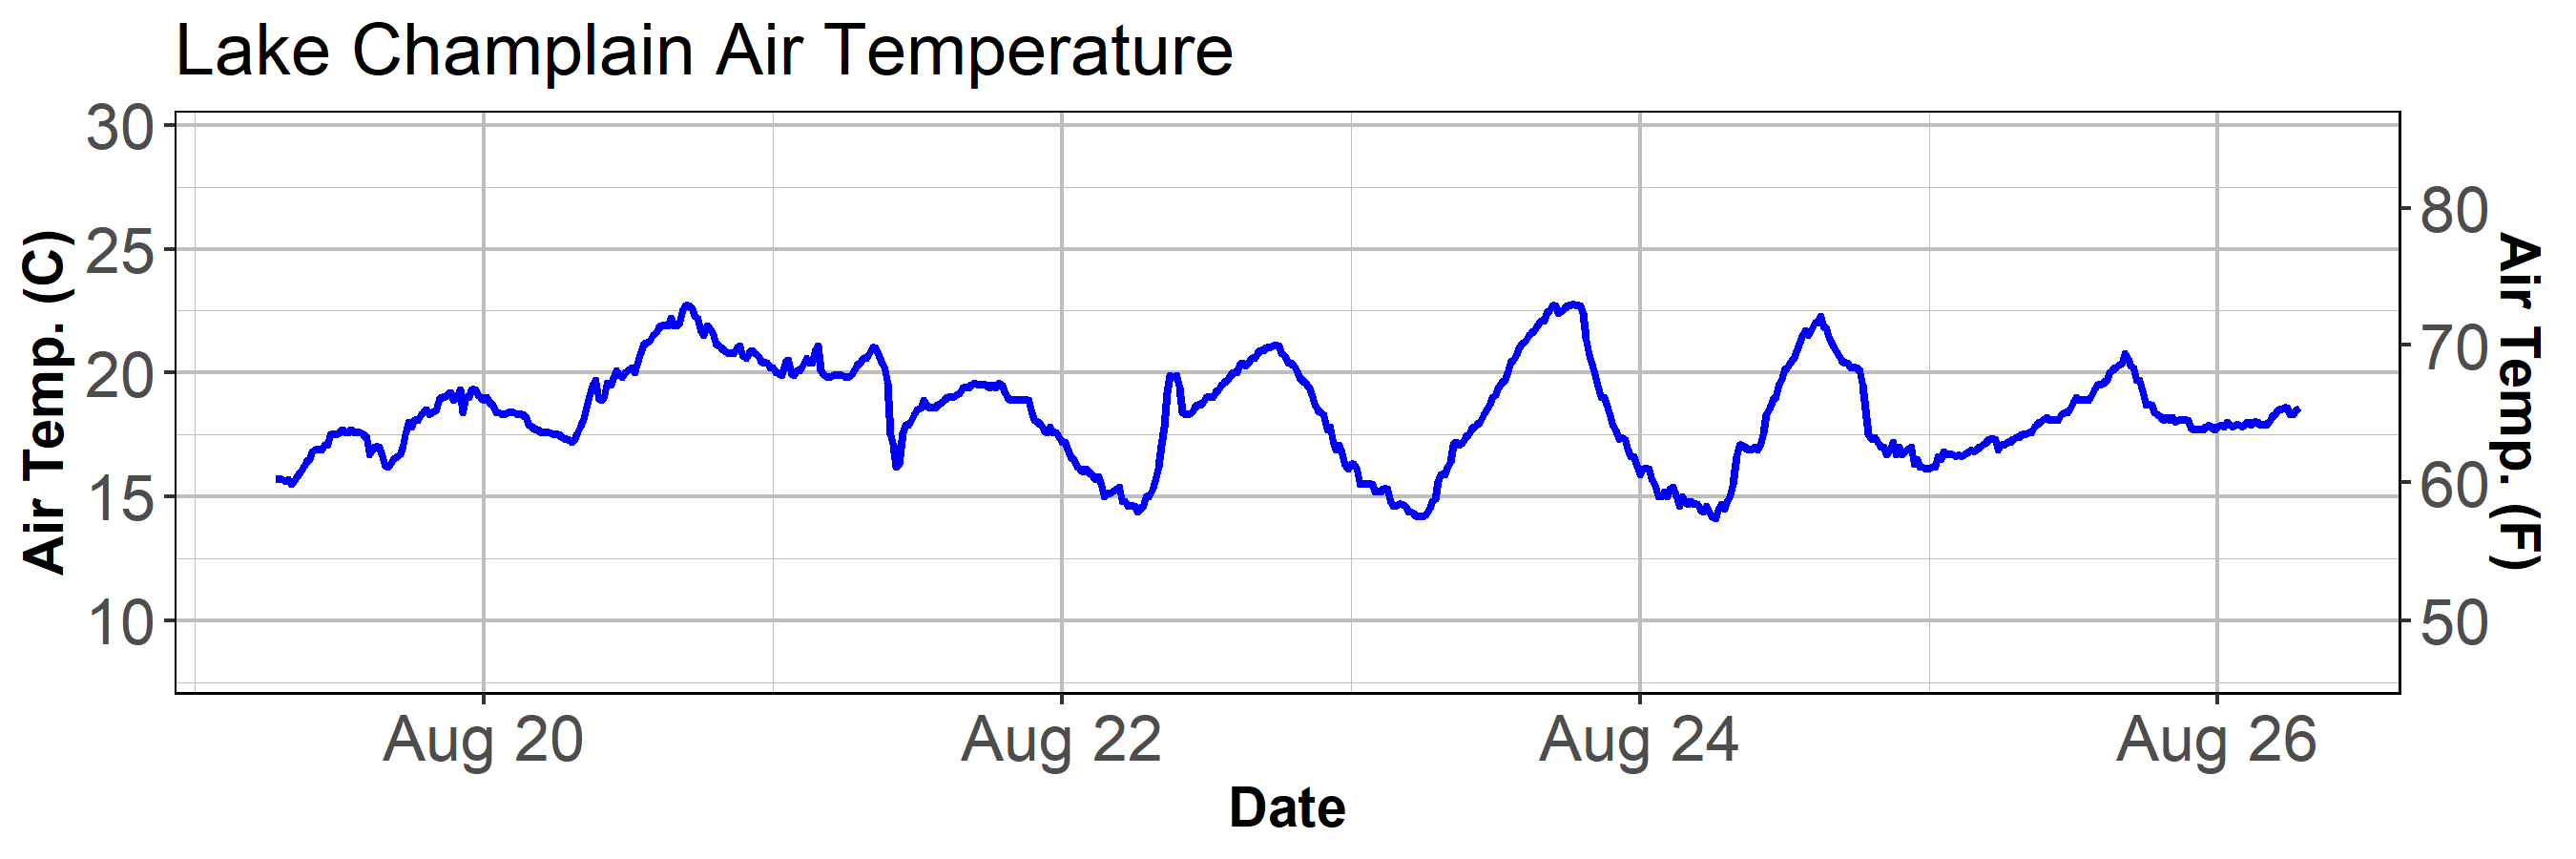 Lake Champlain Air Temperature
30
25
20
15
10
Air Temp. (C)
80
70
60
50
Air Temp. (F)
Aug 20 Aug 22 Aug 24 Aug 26
Date